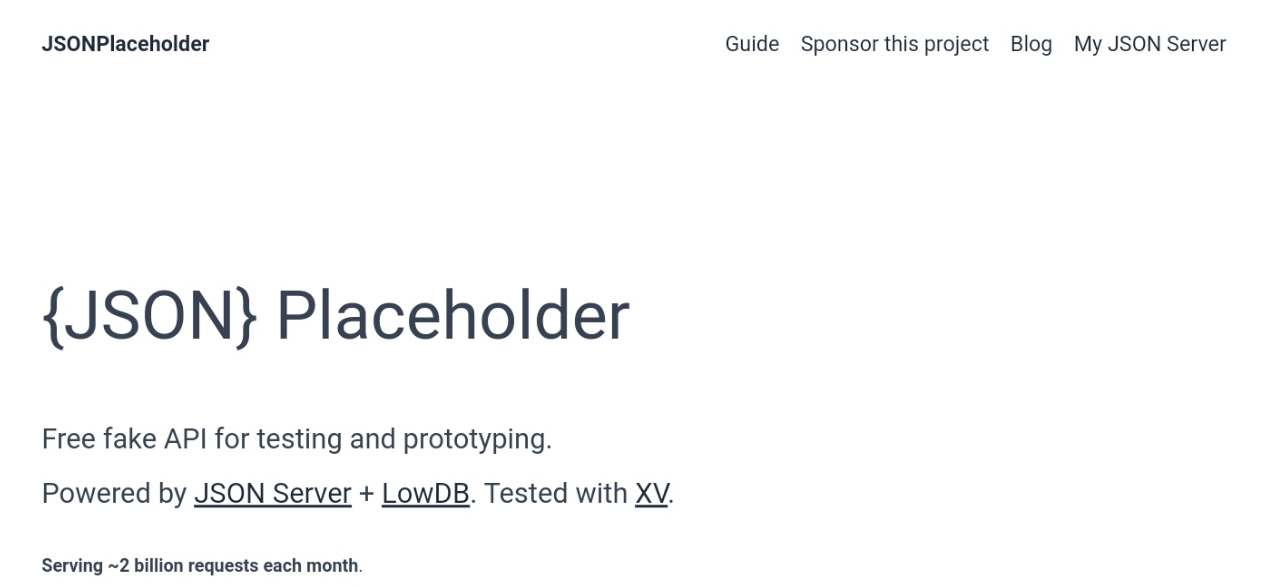 JSONPlaceholder
Guide Sponsor this project Blog My JSON Server
{JSON} Placeholder
Free fake API for testing and prototyping.
Powered by JSON Server + LowDB. Tested with XV.
Serving ~2 billion requests each month.